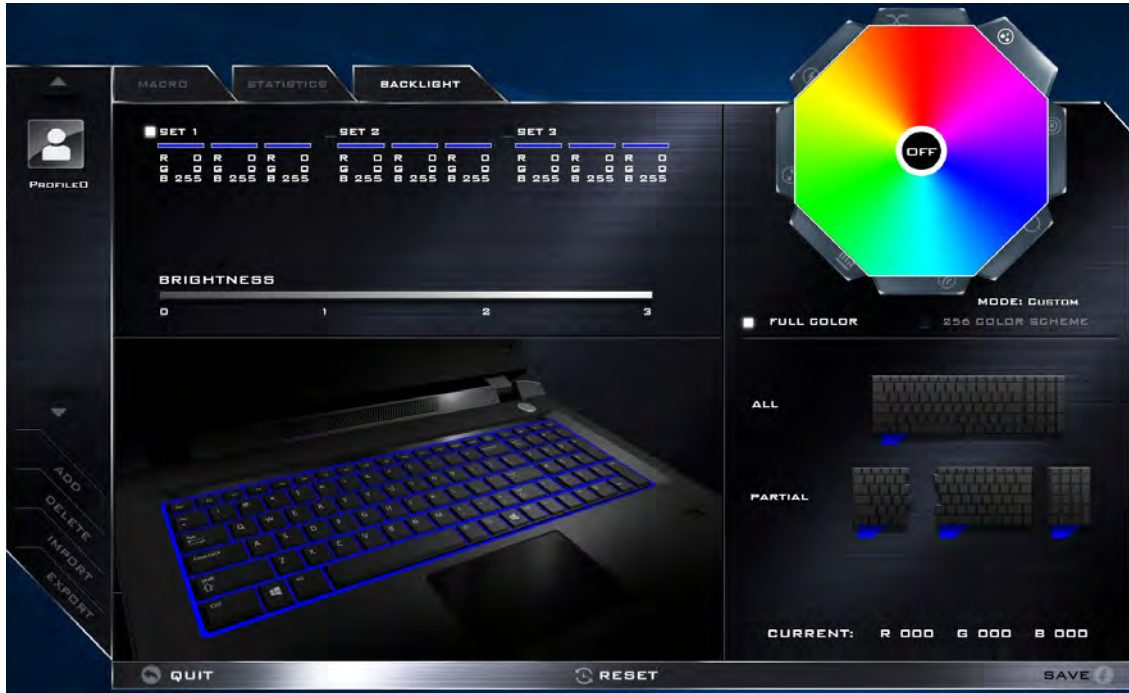 MACRO
STATISTICS
BACKLIGHT
PROFILE0
SET 1
SET 2
SET 3
R 0 R 0 R 0 R 0 R 0 R 0 R 0 R 0 R 0
G 0 G 0 G 0 G 0 G 0 G 0 G 0 G 0 G 0
B 255 B 255 B 255 B 255 B 255 B 255 B 255 B 255 B 255
OFF
BRIGHTNESS
0 1 2 3
MODE: CUSTOM
FULL COLOR
256 COLOR SCHEME
ALL
PARTIAL
ADD
DELETE
IMPORT
EXPORT
CURRENT: R 000 G 000 B 000
QUIT
RESET
SAVE